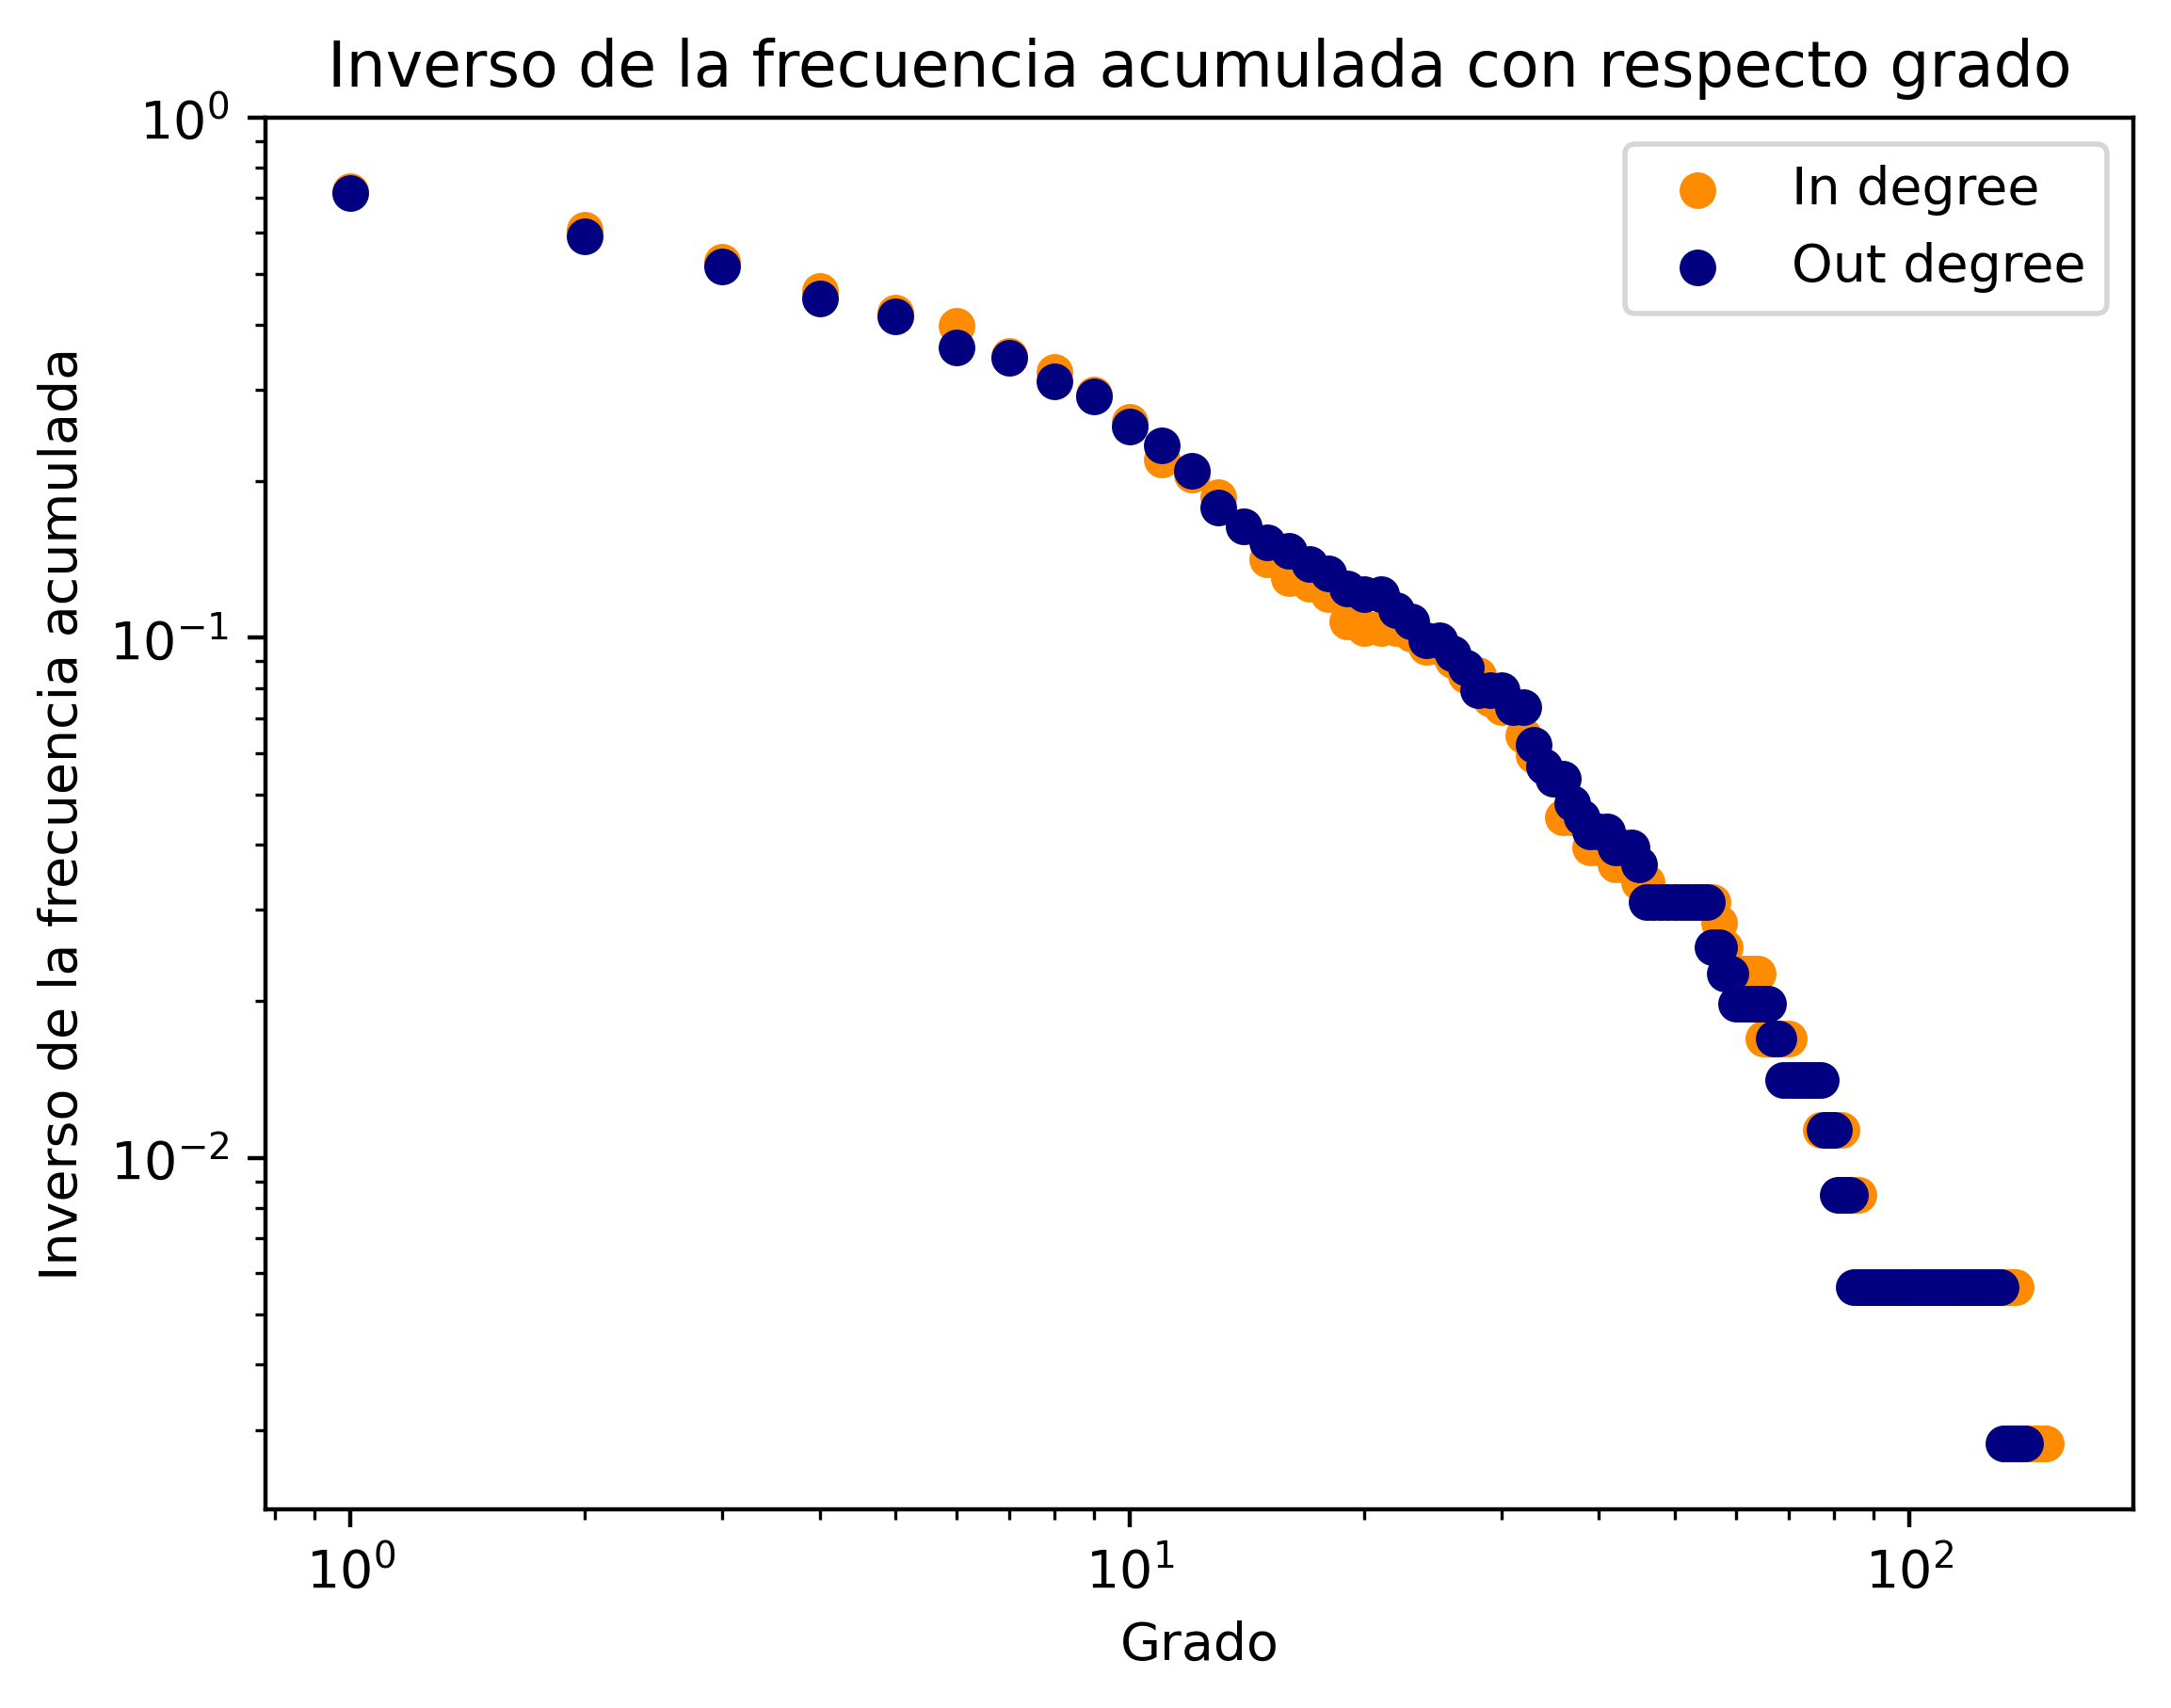 Inverso de la frecuencia acumulada con respecto grado
10⁰
In degree
Out degree
Inverso de la frecuencia acumulada
10⁻¹
10⁻²
10⁰
10¹
10²
Grado